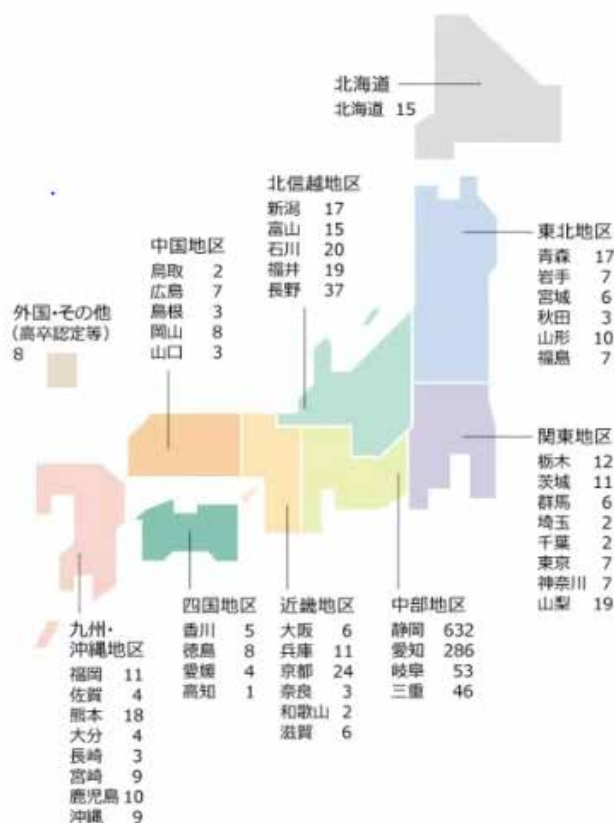 北海道
北海道 15
北信越地区
新潟 17
富山 15
石川 20
福井 19
長野 37
東北地区
青森 17
岩手 7
宮城 6
秋田 3
山形 10
福島 7
中国地区
鳥取 2
広島 7
島根 3
岡山 8
山口 3
外国・その他
(高卒認定等)
8
関東地区
栃木 12
茨城 11
群馬 6
埼玉 2
千葉 2
東京 7
神奈川 7
山梨 19
九州・
沖縄地区
福岡 11
佐賀 4
熊本 18
大分 4
長崎 3
宮崎 9
鹿児島 10
沖縄 9
四国地区
香川 5
徳島 8
愛媛 4
高知 1
近畿地区
大阪 6
兵庫 11
京都 24
奈良 3
和歌山 2
滋賀 6
中部地区
静岡 632
愛知 286
岐阜 53
三重 46